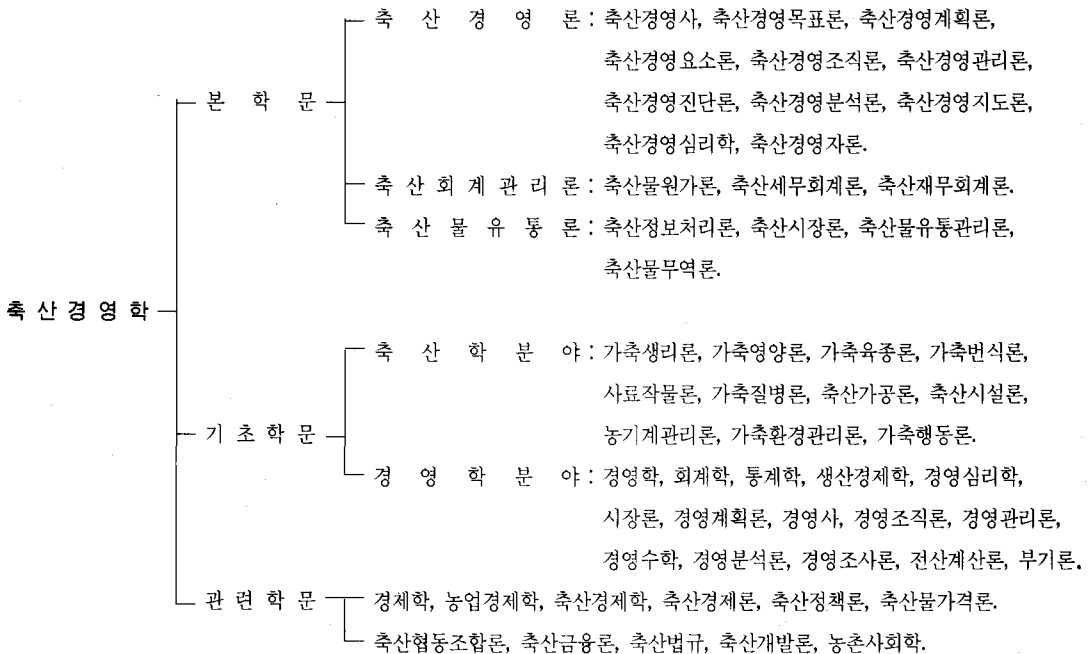 축 산 경 영 론 : 축산경영사, 축산경영목표론, 축산경영계획론,
축산경영요소론, 축산경영조직론, 축산경영관리론,
본 학 문
축산경영진단론, 축산경영분석론, 축산경영지도론,
축산경영심리학, 축산경영자론.
축 산 회 계 관 리 론 : 축산물원가론, 축산세무회계론, 축산재무회계론.
축 산 물 유 통 론 : 축산정보처리론, 축산시장론, 축산물유통관리론,
축산물무역론.
축 산 경 영 학
축 산 학 분 야 : 가축생리론, 가축영양론, 가축육종론, 가축번식론,
사료작물론, 가축질병론, 축산가공론, 축산시설론,
기 초 학 문
농기계관리론, 가축환경관리론, 가축행동론.
경 영 학 분 야 : 경영학, 회계학, 통계학, 생산경제학, 경영심리학,
시장론, 경영계획론, 경영사, 경영조직론, 경영관리론,
경영수학, 경영분석론, 경영조사론, 전산계산론, 부기론.
관 련 학 문
경제학, 농업경제학, 축산경제학, 축산경제론, 축산정책론, 축산물가격론.
축산협동조합론, 축산금융론, 축산법규, 축산개발론, 농촌사회학.